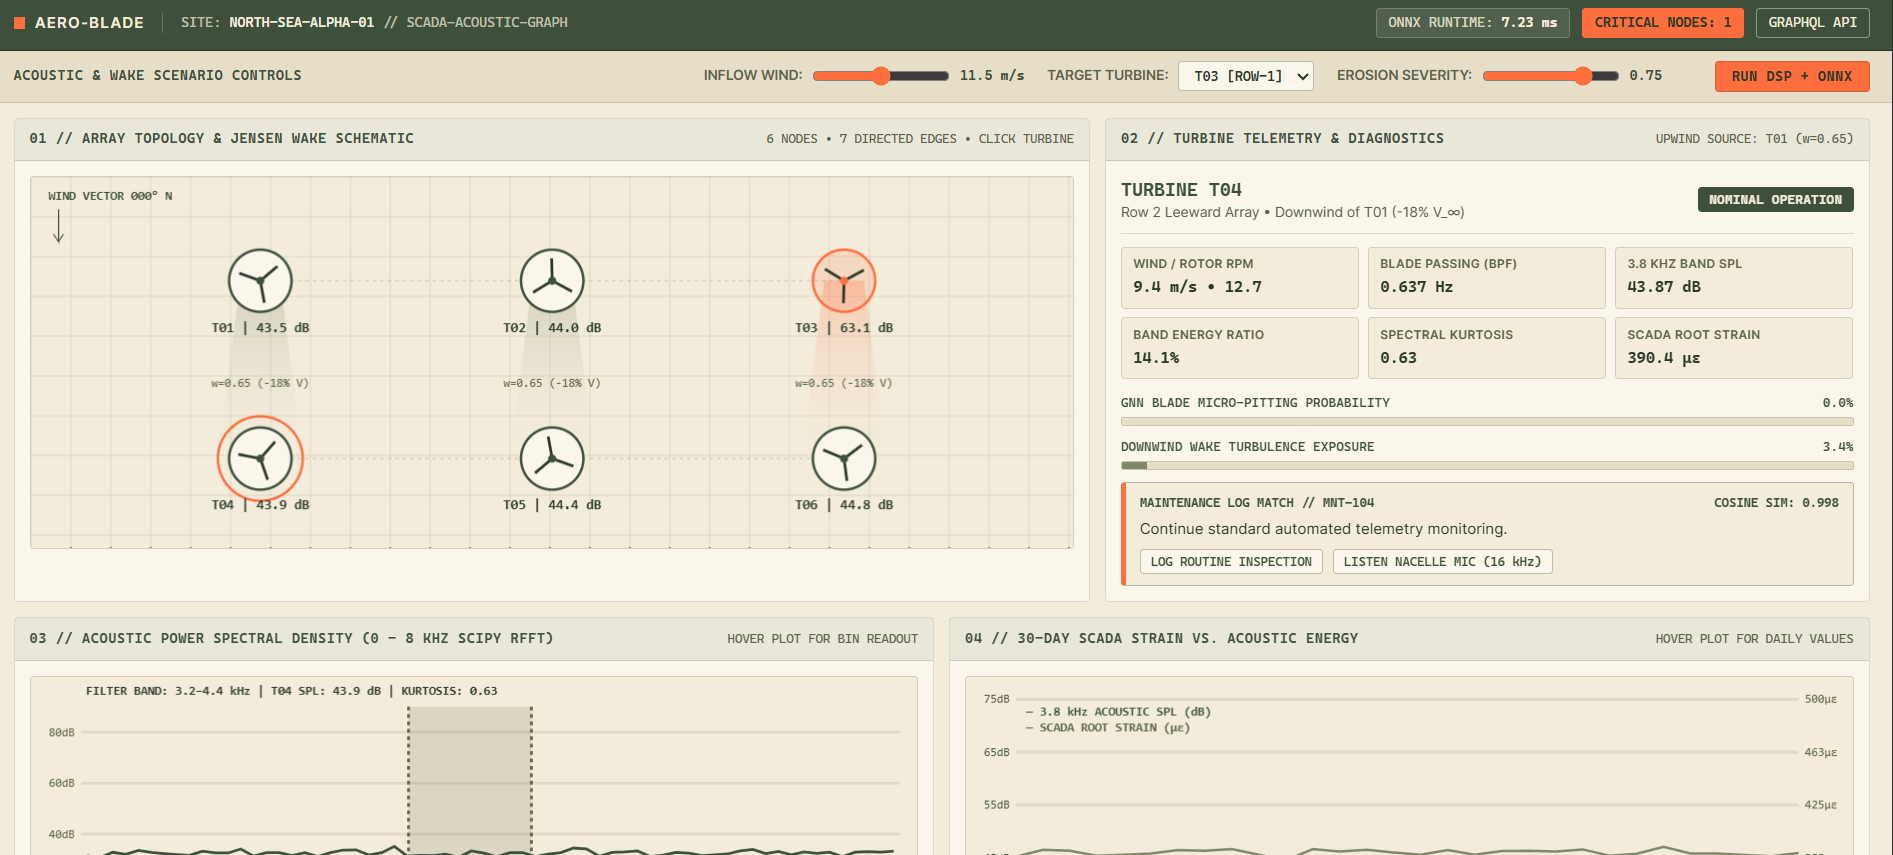 AERO-BLADE
SITE: NORTH-SEA-ALPHA-01 // SCADA-ACOUSTIC-GRAPH
ONNX RUNTIME: 7.23 ms
CRITICAL NODES: 1
GRAPHQL API
ACOUSTIC & WAKE SCENARIO CONTROLS
INFLOW WIND: 11.5 m/s
TARGET TURBINE: T03 [ROW-1]
EROSION SEVERITY: 0.75
RUN DSP + ONNX
01 // ARRAY TOPOLOGY & JENSEN WAKE SCHEMATIC
6 NODES • 7 DIRECTED EDGES • CLICK TURBINE
WIND VECTOR 000° N
T01 | 43.5 dB
T02 | 44.0 dB
T03 | 63.1 dB
w=0.65 (-18% V)
w=0.65 (-18% V)
w=0.65 (-18% V)
T04 | 43.9 dB
T05 | 44.4 dB
T06 | 44.8 dB
02 // TURBINE TELEMETRY & DIAGNOSTICS
UPWIND SOURCE: T01 (w=0.65)
TURBINE T04
Row 2 Leeward Array • Downwind of T01 (-18% V_∞)
NOMINAL OPERATION
WIND / ROTOR RPM
9.4 m/s • 12.7
BLADE PASSING (BPF)
0.637 Hz
3.8 KHZ BAND SPL
43.87 dB
BAND ENERGY RATIO
14.1%
SPECTRAL KURTOSIS
0.63
SCADA ROOT STRAIN
390.4 με
GNN BLADE MICRO-PITTING PROBABILITY 0.0%
DOWNWIND WAKE TURBULENCE EXPOSURE 3.4%
MAINTENANCE LOG MATCH // MNT-104
COSINE SIM: 0.998
Continue standard automated telemetry monitoring.
LOG ROUTINE INSPECTION
LISTEN NACELLE MIC (16 kHz)
03 // ACOUSTIC POWER SPECTRAL DENSITY (0 – 8 KHZ SCIPY RFFT)
HOVER PLOT FOR BIN READOUT
FILTER BAND: 3.2–4.4 kHz | T04 SPL: 43.9 dB | KURTOSIS: 0.63
80dB
60dB
40dB
04 // 30-DAY SCADA STRAIN VS. ACOUSTIC ENERGY
HOVER PLOT FOR DAILY VALUES
75dB
500με
— 3.8 kHz ACOUSTIC SPL (dB)
— SCADA ROOT STRAIN (με)
65dB
463με
55dB
425με